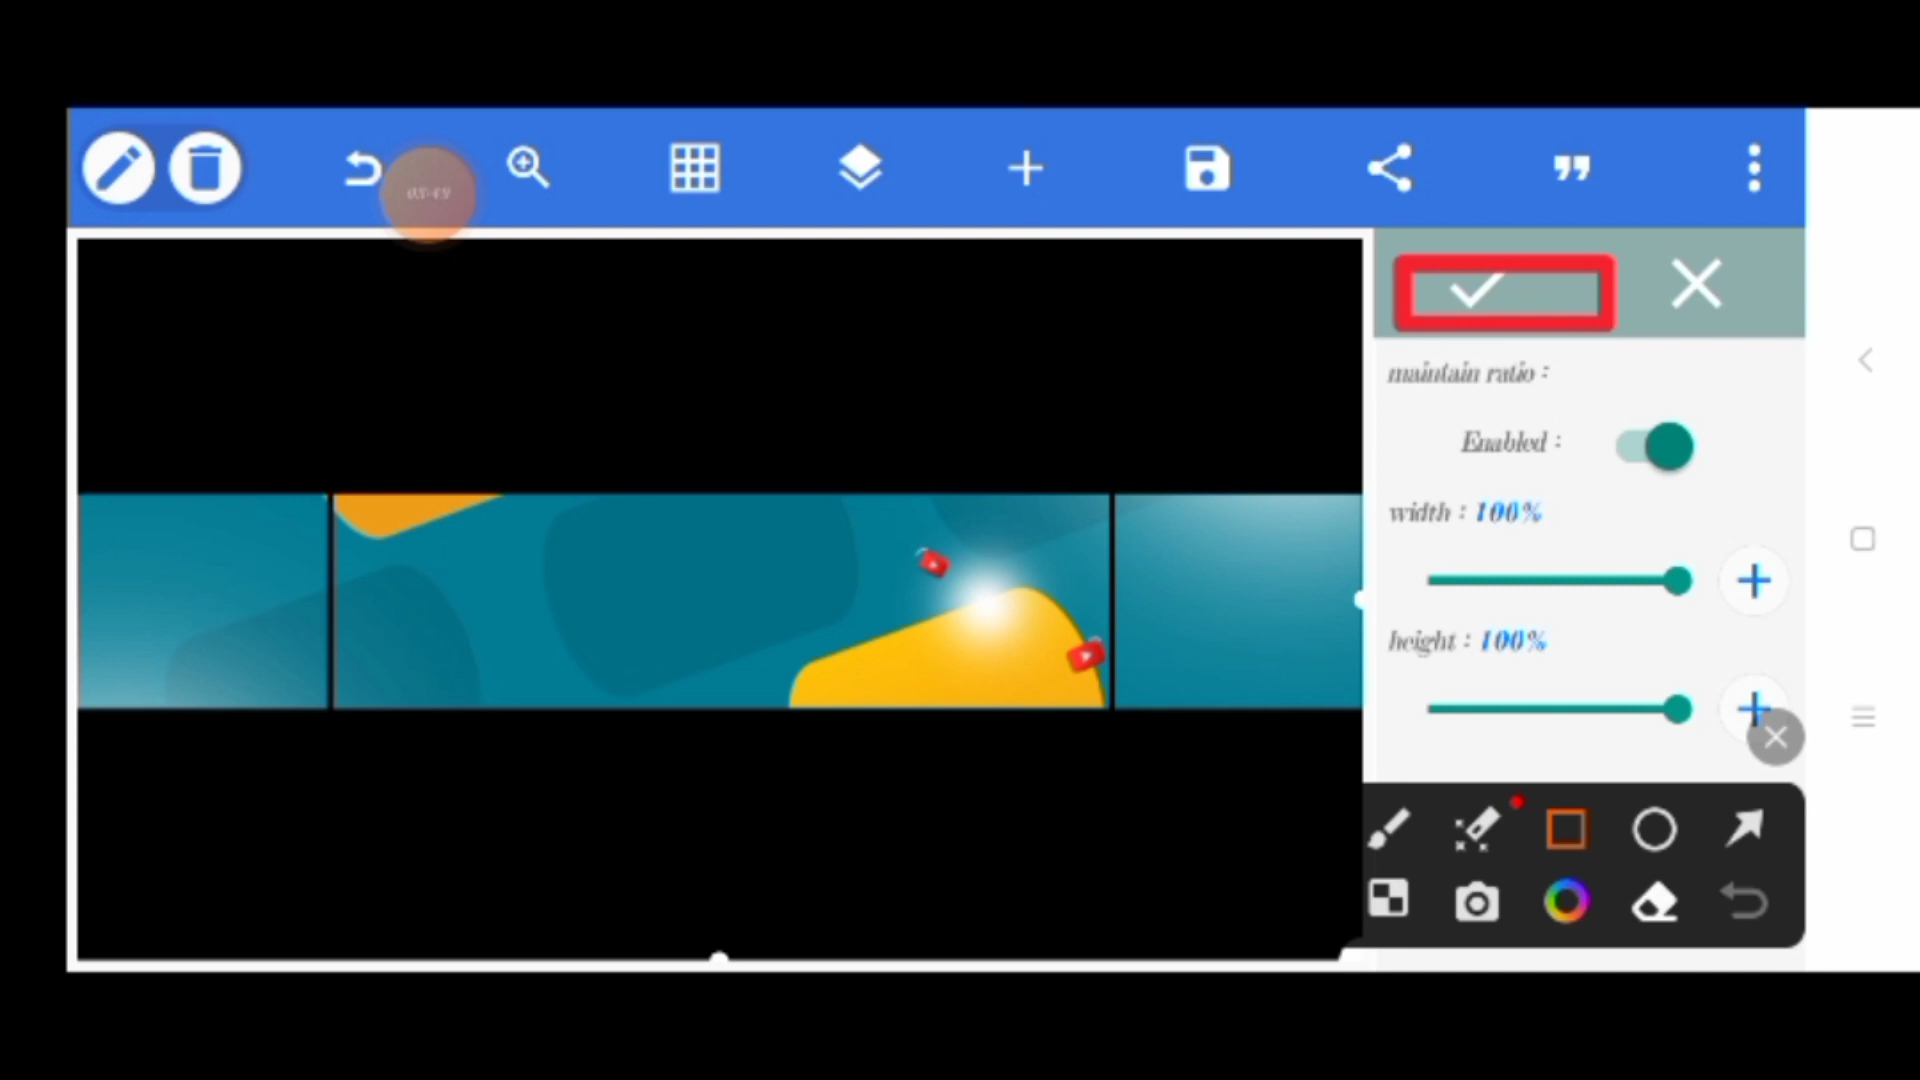 maintain ratio :
Enabled :
width : 100%
height : 100%